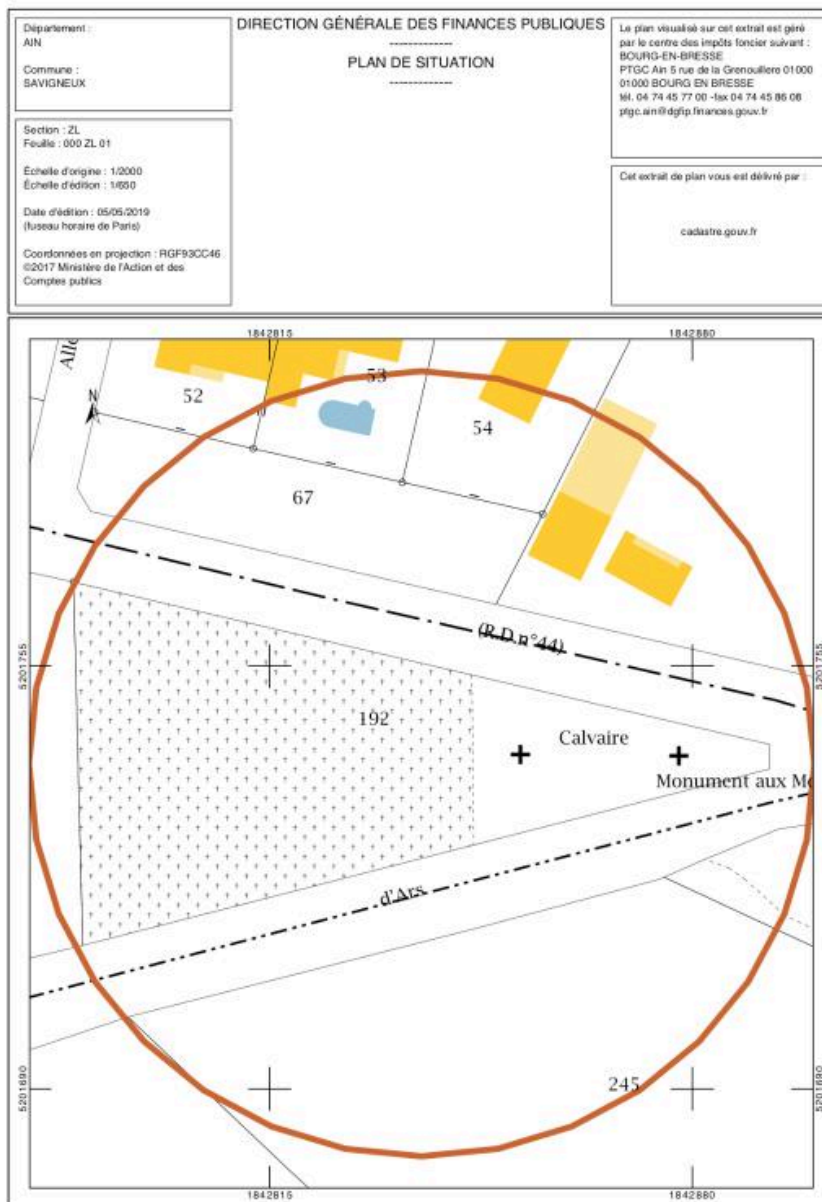 Département :
AIN
Commune :
SAVIGNEUX
Section : ZL
Feuille : 000 ZL 01
Échelle d'origine : 1/2000
Échelle d'édition : 1/650
Date d'édition : 05/05/2019
(fuseau horaire de Paris)
Coordonnées en projection : RGF93CC46
©2017 Ministère de l'Action et des
Comptes publics
DIRECTION GÉNÉRALE DES FINANCES PUBLIQUES
-------------
PLAN DE SITUATION
-------------
Le plan visualisé sur cet extrait est géré
par le centre des impôts foncier suivant :
BOURG-EN-BRESSE
PTGC Ain 5 rue de la Grenouillere 01000
01000 BOURG EN BRESSE
tél. 04 74 45 77 00 -fax 04 74 45 86 08
ptgc.ain@dgfip.finances.gouv.fr
Cet extrait de plan vous est délivré par :
cadastre.gouv.fr
1842815
1842880
Allé
N
52
53
54
67
(R.D.n°44)
5201755
5201755
192
Calvaire
Monument aux Mo
d'Ars
5201690
5201690
245
1842815
1842880